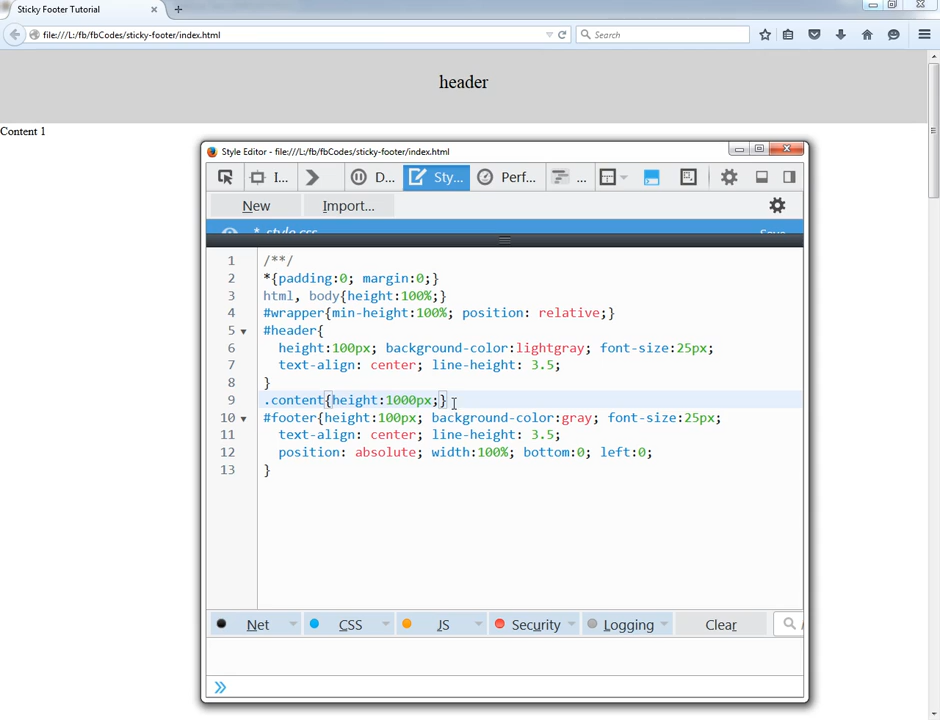 Sticky Footer Tutorial
file:///L:/fb/fbCodes/sticky-footer/index.html
Search
header
Content 1
Style Editor - file:///L:/fb/fbCodes/sticky-footer/index.html
I... D... Sty... Perf... ...
New Import...
* style.css Save
1 /**/
2 *{padding:0; margin:0;}
3 html, body{height:100%;}
4 #wrapper{min-height:100%; position: relative;}
5 #header{
6 height:100px; background-color:lightgray; font-size:25px;
7 text-align: center; line-height: 3.5;
8 }
9 .content{height:1000px;}
10 #footer{height:100px; background-color:gray; font-size:25px;
11 text-align: center; line-height: 3.5;
12 position: absolute; width:100%; bottom:0; left:0;
13 }
Net CSS JS Security Logging Clear